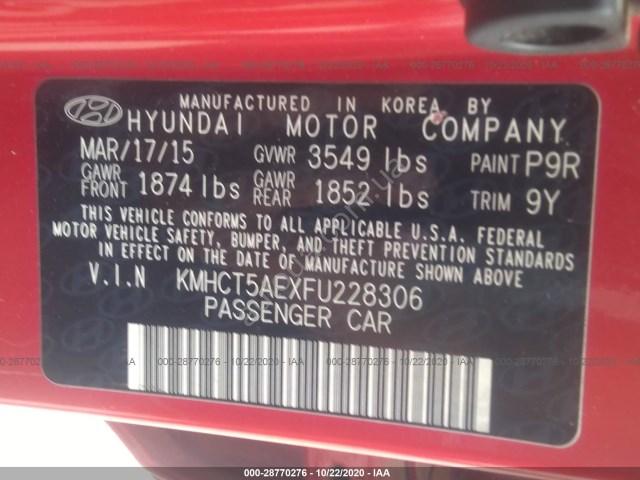 MANUFACTURED IN KOREA BY
HYUNDAI MOTOR COMPANY
MAR/17/15 GVWR 3549 lbs PAINT P9R
GAWR FRONT 1874 lbs GAWR REAR 1852 lbs TRIM 9Y
THIS VEHICLE CONFORMS TO ALL APPLICABLE U.S.A. FEDERAL
MOTOR VEHICLE SAFETY, BUMPER, AND THEFT PREVENTION STANDARDS
IN EFFECT ON THE DATE OF MANUFACTURE SHOWN ABOVE.
V.I.N KMHCT5AEXFU228306
PASSENGER CAR
000-28770276 - 10/22/2020 - IAA